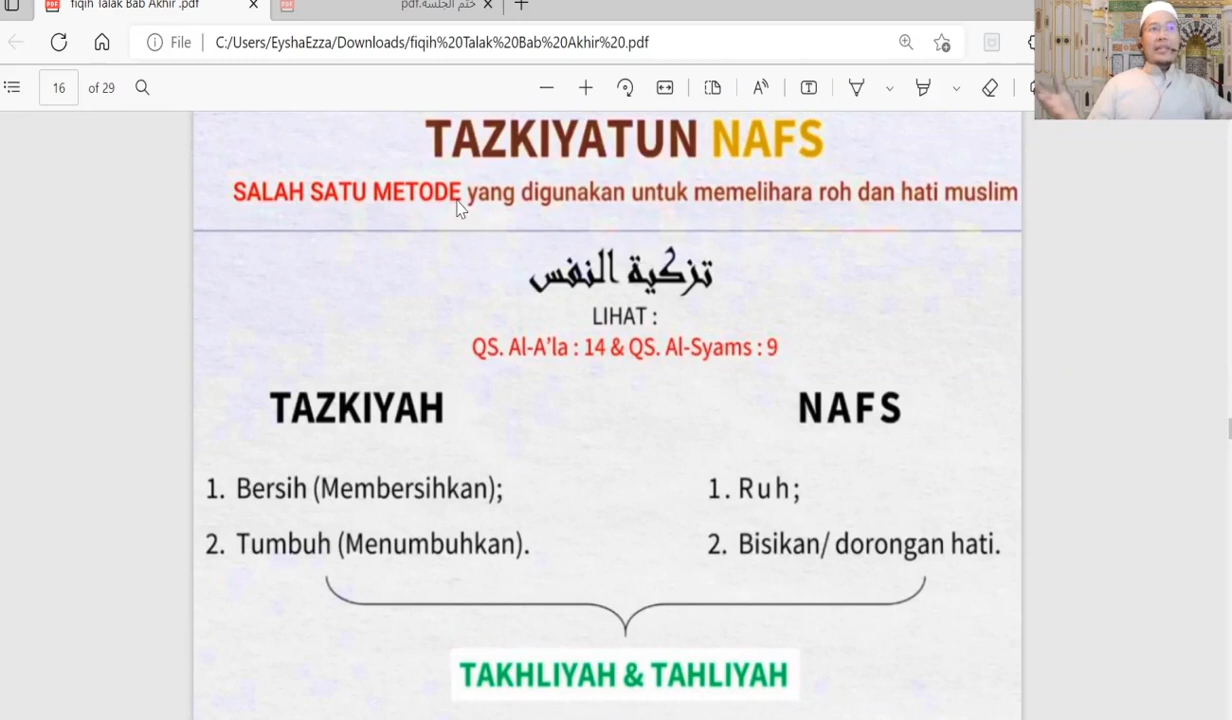 fiqih Talak Bab Akhir .pdf
ختم الجلسة.pdf
File
C:/Users/EyshaEzza/Downloads/fiqih%20Talak%20Bab%20Akhir%20.pdf
16 of 29
TAZKIYATUN NAFS
SALAH SATU METODE yang digunakan untuk memelihara roh dan hati muslim
تزكية النفس
LIHAT :
QS. Al-A'la : 14 & QS. Al-Syams : 9
TAZKIYAH
1. Bersih (Membersihkan);
2. Tumbuh (Menumbuhkan).
NAFS
1. Ruh;
2. Bisikan/ dorongan hati.
TAKHLIYAH & TAHLIYAH